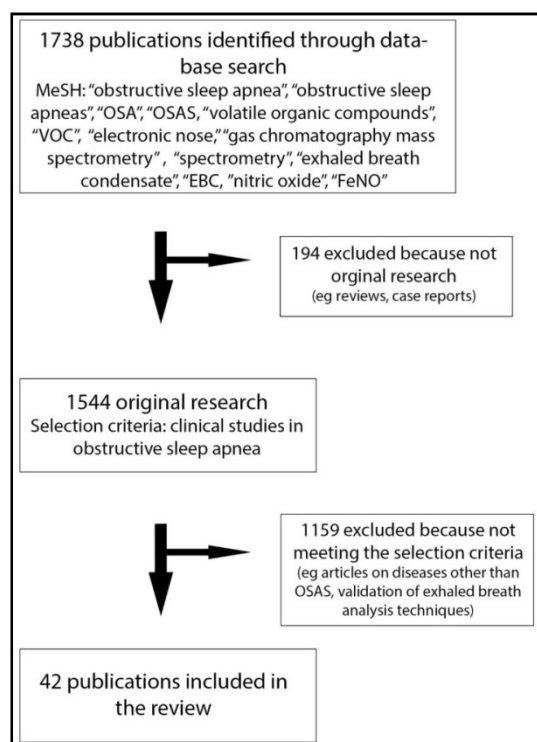 1738 publications identified through data-
base search
MeSH: “obstructive sleep apnea”, “obstructive sleep
apneas”, “OSA”, “OSAS, “volatile organic compounds”,
“VOC”, “electronic nose,” “gas chromatography mass
spectrometry” , “spectrometry”, “exhaled breath
condensate”, “EBC, ”nitric oxide”, “FeNO”
194 excluded because not
orginal research
(eg reviews, case reports)
1544 original research
Selection criteria: clinical studies in
obstructive sleep apnea
1159 excluded because not
meeting the selection criteria
(eg articles on diseases other than
OSAS, validation of exhaled breath
analysis techniques)
42 publications included in
the review